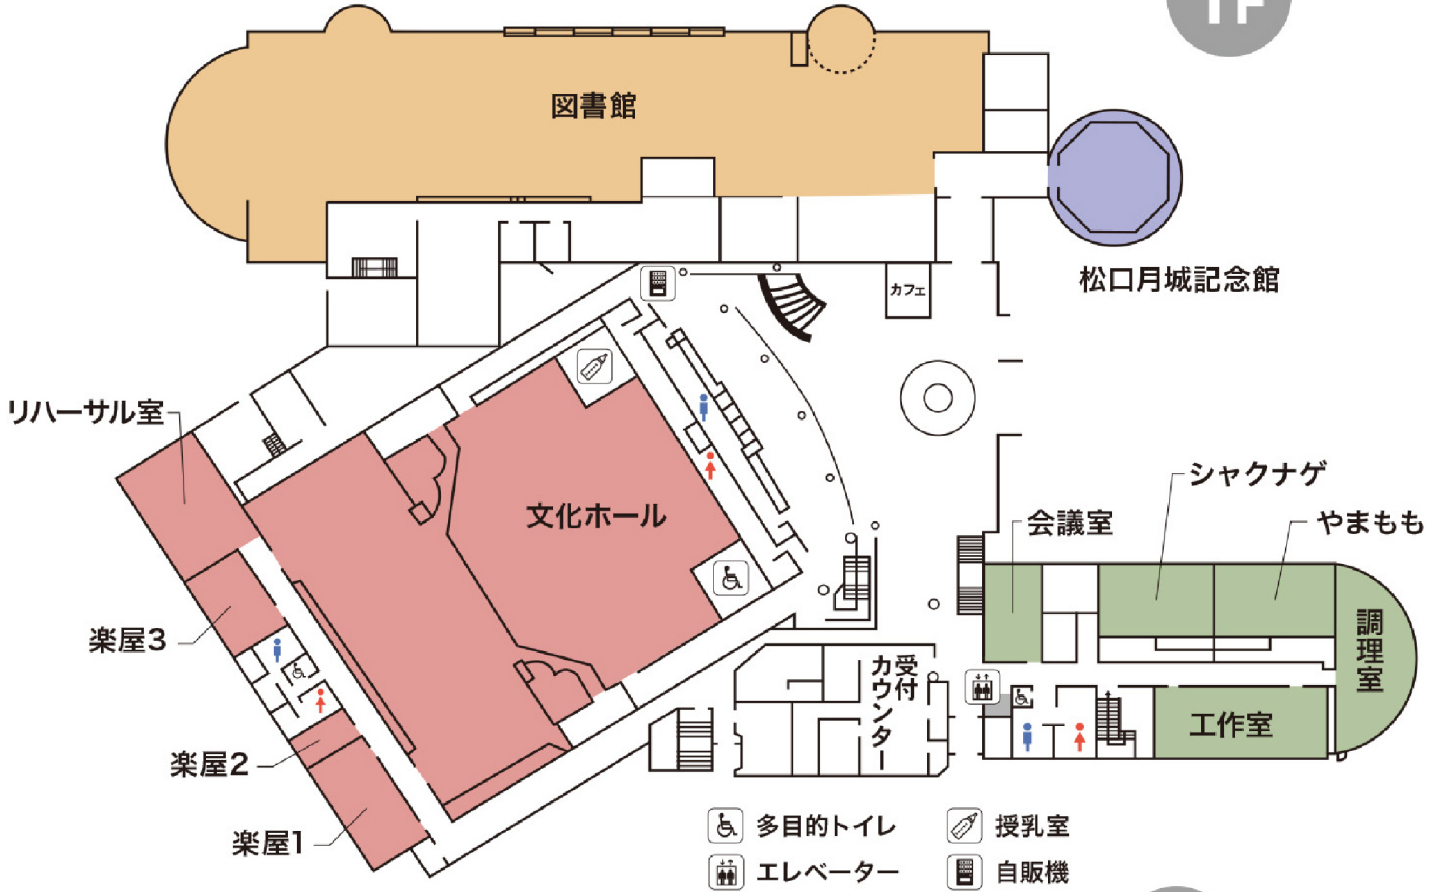 1F
図書館
松口月城記念館
カフェ
リハーサル室
文化ホール
シャクナゲ
会議室
やまもも
調理室
楽屋3
受付
カウンター
工作室
楽屋2
楽屋1
多目的トイレ
授乳室
エレベーター
自販機